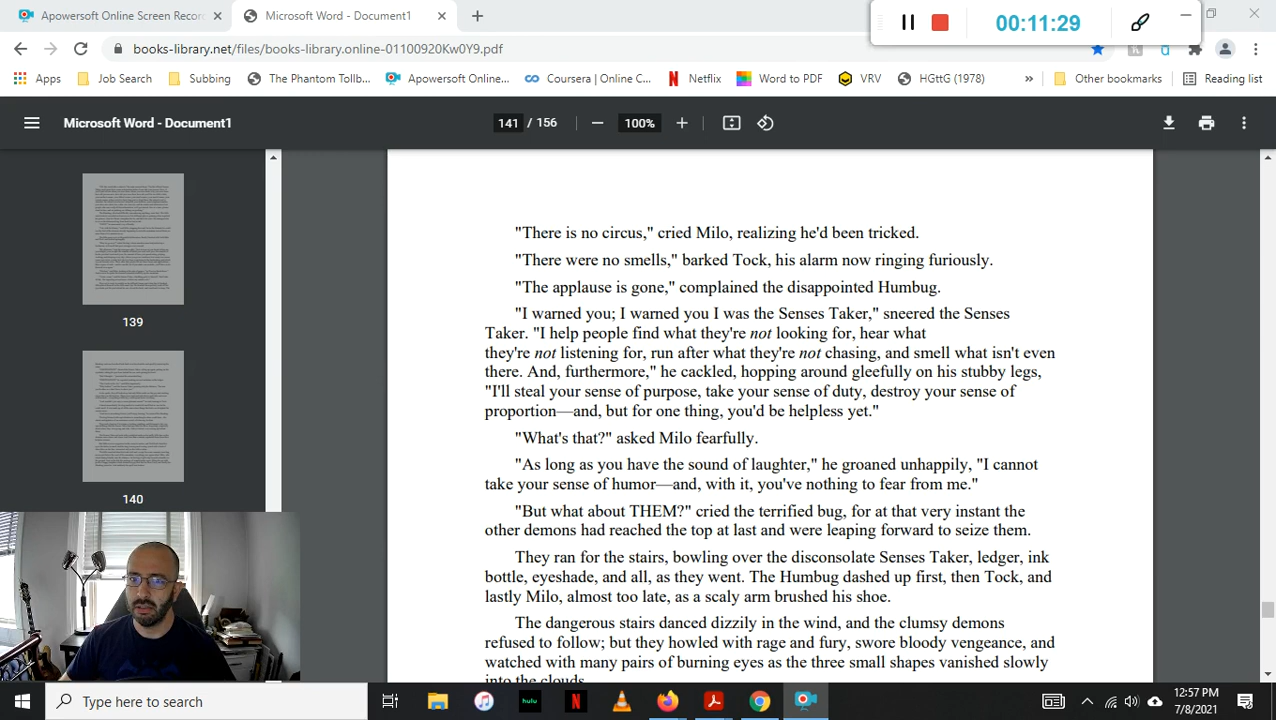 Apowersoft Online Screen Recor
Microsoft Word - Document1
00:11:29
books-library.net/files/books-library.online-01100920Kw0Y9.pdf
Apps
Job Search
Subbing
The Phantom Tollb...
Apowersoft Online...
Coursera | Online C...
Netflix
Word to PDF
VRV
HGttG (1978)
»
Other bookmarks
Reading list
Microsoft Word - Document1
141 / 156
100%
139
140
"There is no circus," cried Milo, realizing he'd been tricked.
"There were no smells," barked Tock, his alarm now ringing furiously.
"The applause is gone," complained the disappointed Humbug.
"I warned you; I warned you I was the Senses Taker," sneered the Senses
Taker. "I help people find what they're not looking for, hear what
they're not listening for, run after what they're not chasing, and smell what isn't even
there. And, furthermore," he cackled, hopping around gleefully on his stubby legs,
"I'll steal your sense of purpose, take your sense of duty, destroy your sense of
proportion—and, but for one thing, you'd be helpless yet."
"What's that?" asked Milo fearfully.
"As long as you have the sound of laughter," he groaned unhappily, "I cannot
take your sense of humor—and, with it, you've nothing to fear from me."
"But what about THEM?" cried the terrified bug, for at that very instant the
other demons had reached the top at last and were leaping forward to seize them.
They ran for the stairs, bowling over the disconsolate Senses Taker, ledger, ink
bottle, eyeshade, and all, as they went. The Humbug dashed up first, then Tock, and
lastly Milo, almost too late, as a scaly arm brushed his shoe.
The dangerous stairs danced dizzily in the wind, and the clumsy demons
refused to follow; but they howled with rage and fury, swore bloody vengeance, and
watched with many pairs of burning eyes as the three small shapes vanished slowly
into the clouds.
Type here to search
hulu
12:57 PM
7/8/2021